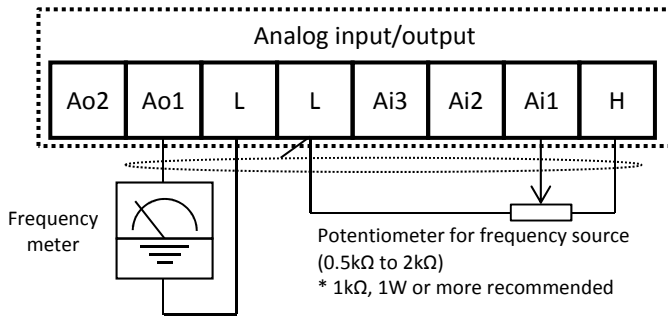 Analog input/output
Ao2 Ao1 L L Ai3 Ai2 Ai1 H
Frequency
meter
Potentiometer for frequency source
(0.5kΩ to 2kΩ)
* 1kΩ, 1W or more recommended